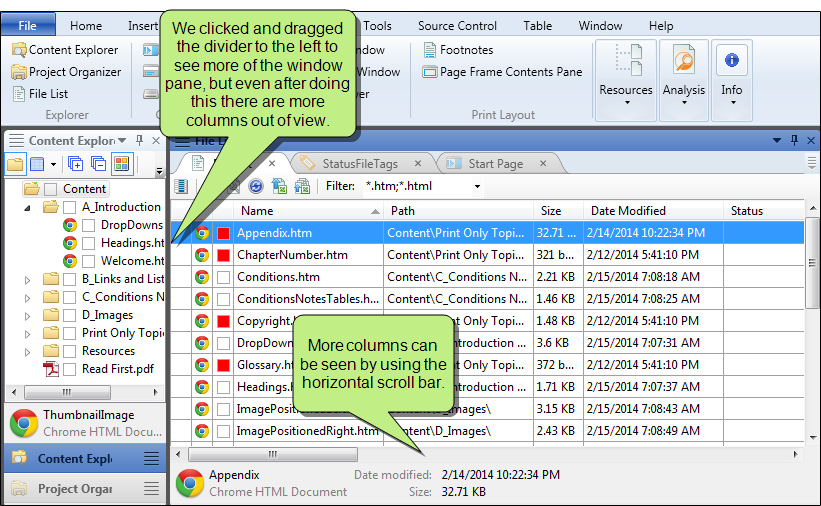 File Home Insert Tools Source Control Table Window Help
We clicked and dragged
the divider to the left to
see more of the window
pane, but even after doing
this there are more
columns out of view.
Content Explorer
Project Organizer
File List
Explorer
Window
Footnotes
Page Frame Contents Pane
Print Layout
Resources Analysis Info
Content Explor
File L
StatusFileTags Start Page
Filter: *.htm;*.html
Content
A_Introduction
DropDowns
Headings.ht
Welcome.ht
B_Links and List
C_Conditions N
D_Images
Print Only Topi
Resources
Read First.pdf
ThumbnailImage
Chrome HTML Docu...
Content Expl
Project Organ
Name Path Size Date Modified Status
Appendix.htm Content\Print Only Topi... 32.71 ... 2/14/2014 10:22:34 PM
ChapterNumber.htm Content\Print Only Topi... 321 b... 2/12/2014 5:41:10 PM
Conditions.htm Content\C_Conditions N... 2.21 KB 2/15/2014 7:08:18 AM
ConditionsNotesTables.h... Content\C_Conditions N... 1.46 KB 2/15/2014 7:08:25 AM
Copyright. t Only Topi... 1.48 KB 2/12/2014 5:41:10 PM
DropDown ntroduction ... 3.6 KB 2/15/2014 7:07:31 AM
Glossary.ht t Only Topi... 372 b... 2/12/2014 5:41:10 PM
Headings. ntroduction ... 1.71 KB 2/15/2014 7:07:37 AM
_Images\ 3.15 KB 2/15/2014 7:08:43 AM
ImagePositionedRight.htm ontent\D_Images\ 2.43 KB 2/15/2014 7:08:49 AM
More columns can
be seen by using the
horizontal scroll bar.
Appendix Date modified: 2/14/2014 10:22:34 PM
Chrome HTML Document Size: 32.71 KB